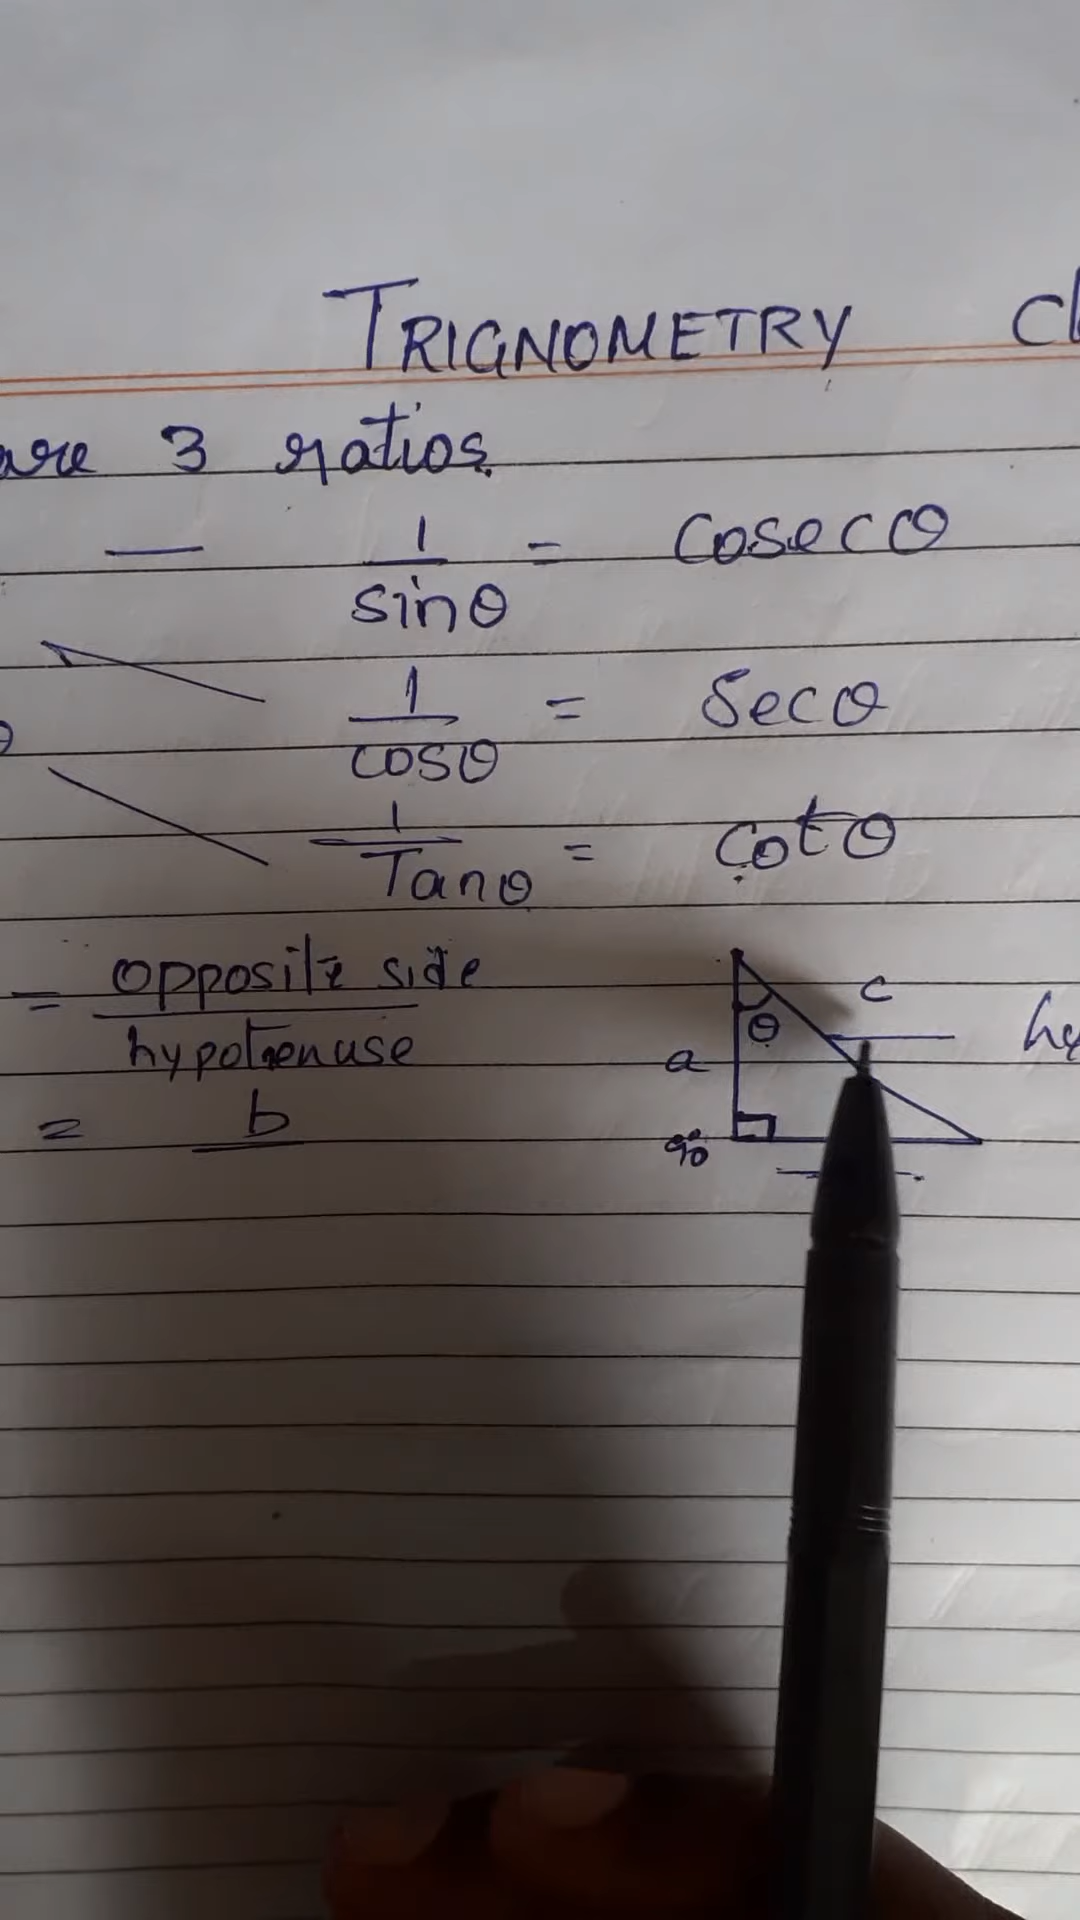 TRIGNOMETRY
are 3 ratios.
1/sinθ = cosecθ
1/cosθ = Secθ
1/Tanθ = cotθ
= opposite side / hypotenuse
= b
c
θ
a
90